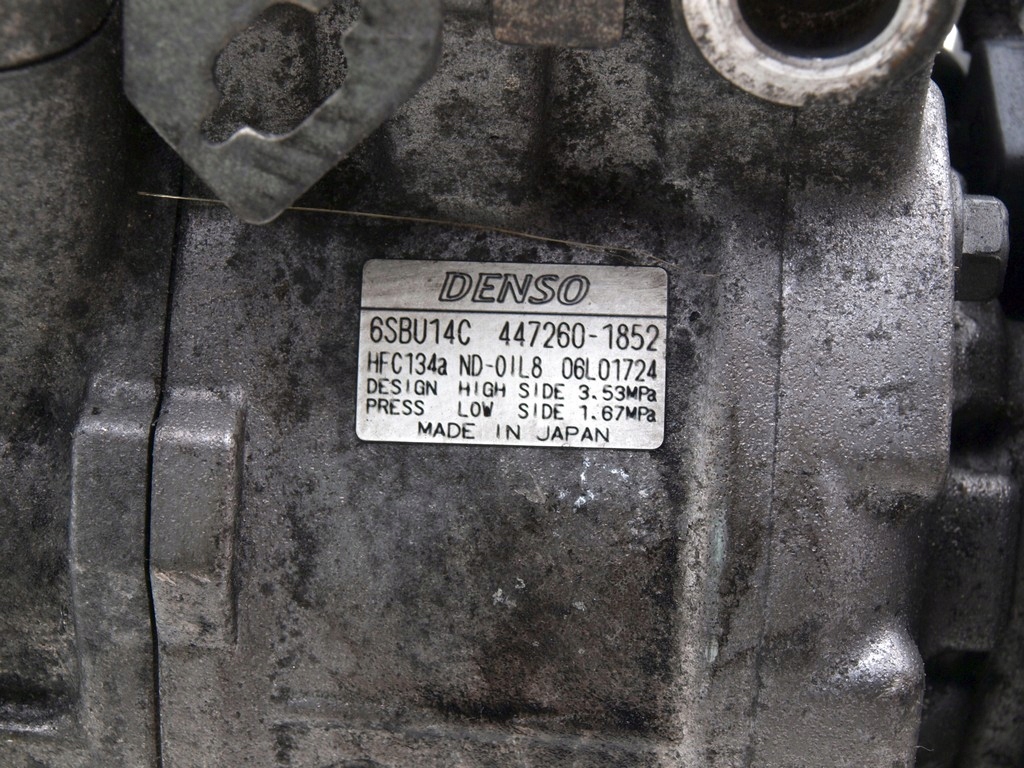 DENSO
6SBU14C 447260-1852
HFC134a ND-OIL8 06L01724
DESIGN HIGH SIDE 3.53MPa
PRESS LOW SIDE 1.67MPa
MADE IN JAPAN